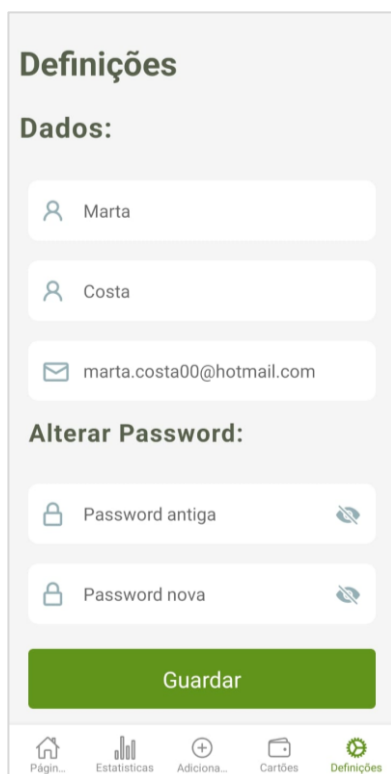 Definições
Dados:
Marta
Costa
marta.costa00@hotmail.com
Alterar Password:
Password antiga
Password nova
Guardar
Págin... Estatisticas Adiciona... Cartões Definições